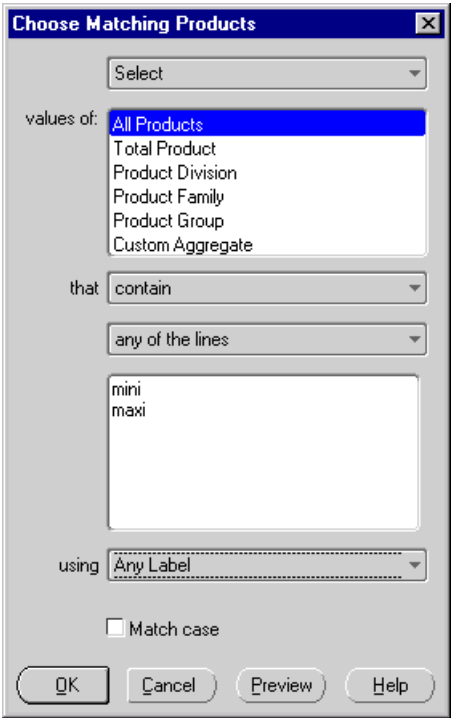 Choose Matching Products
Select
values of:
All Products
Total Product
Product Division
Product Family
Product Group
Custom Aggregate
that contain
any of the lines
mini
maxi
using Any Label
Match case
OK Cancel Preview Help